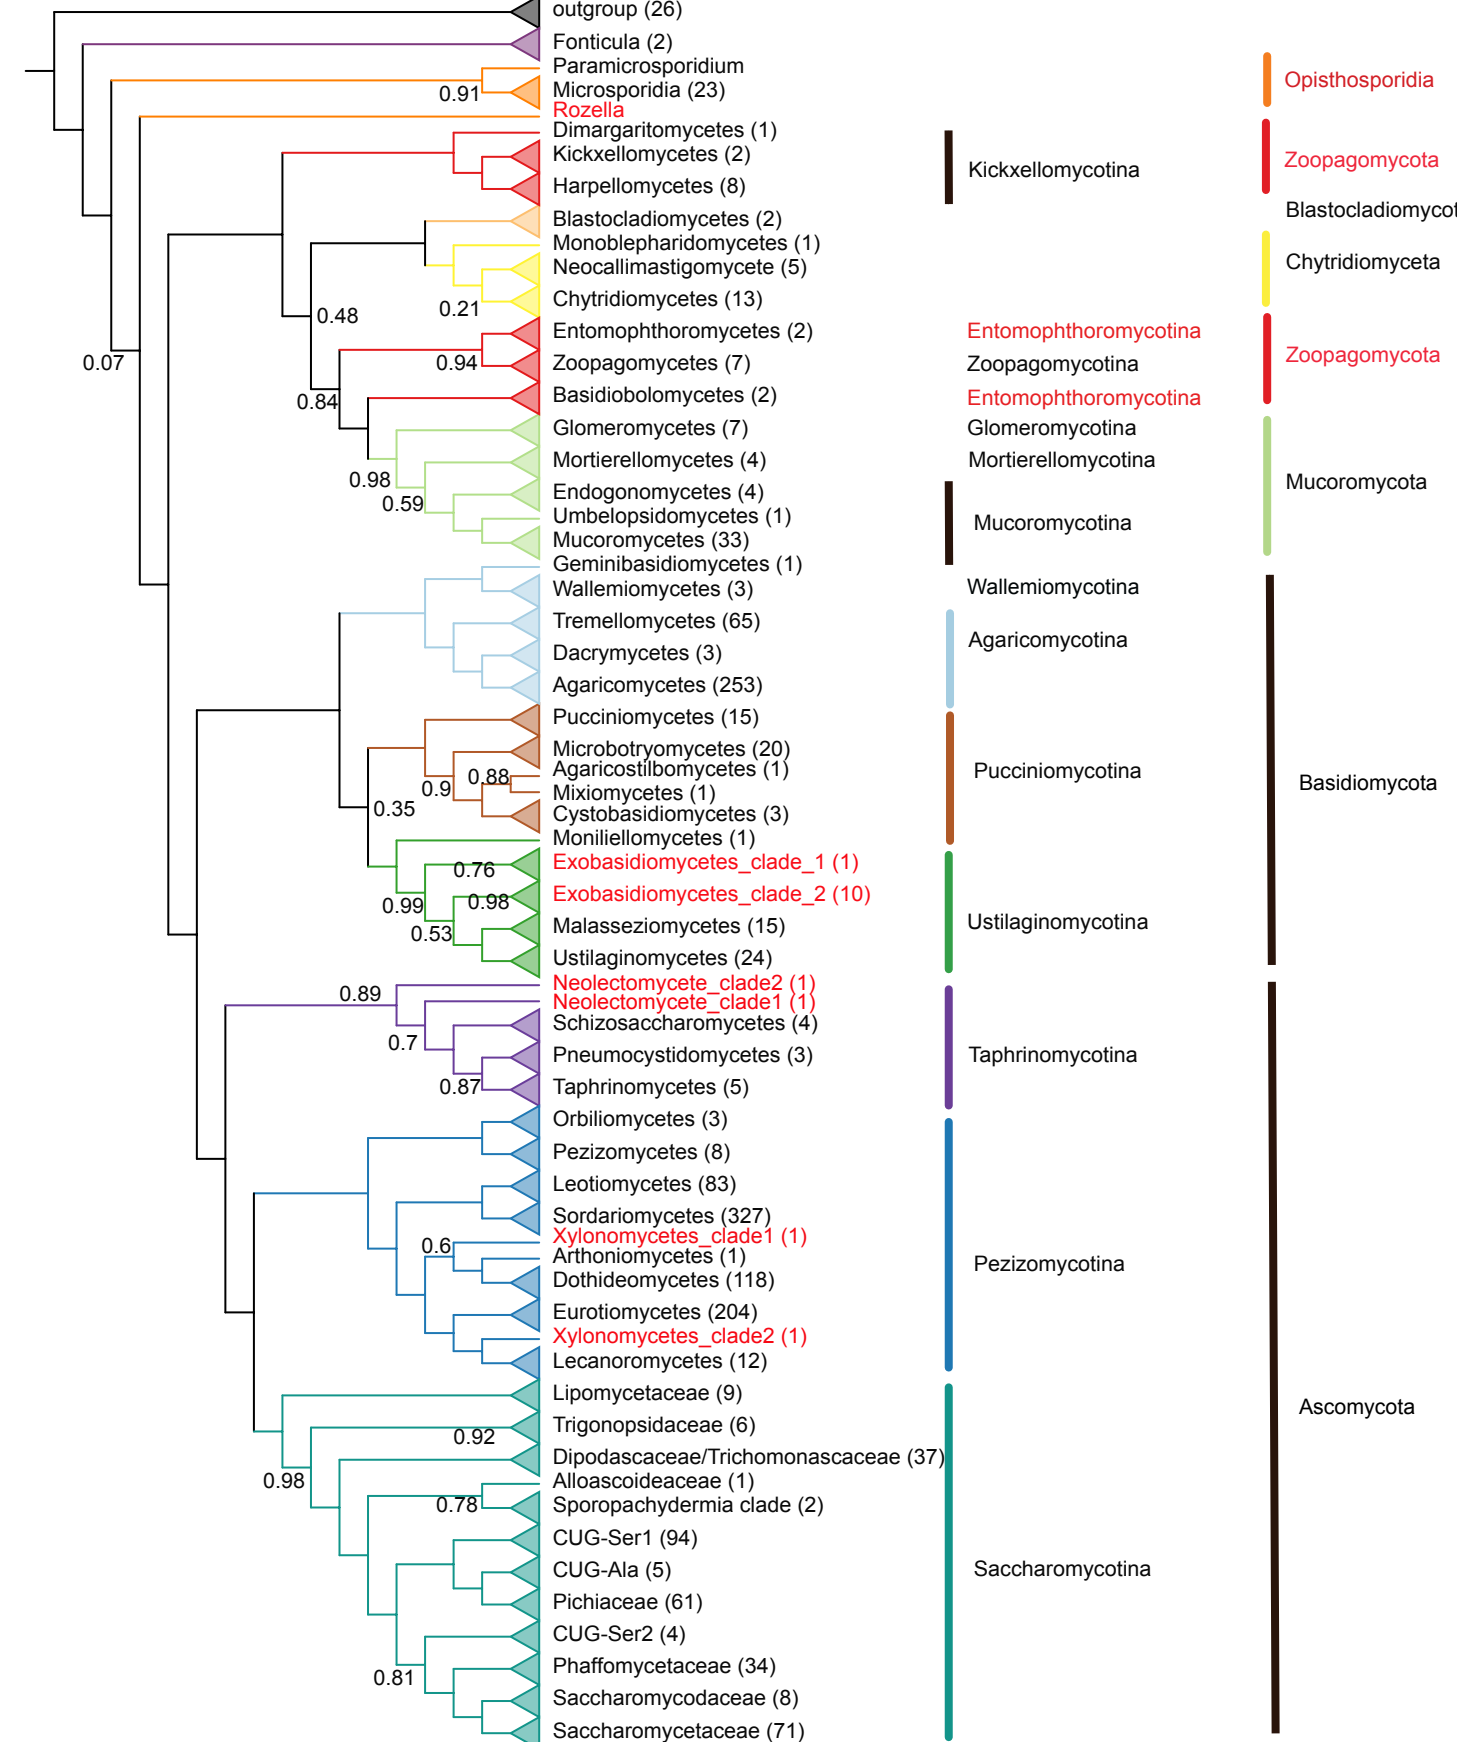 outgroup (26)
Fonticula (2)
Paramicrosporidium
Microsporidia (23)
0.91
Opisthosporidia
Rozella
Dimargaritomycetes (1)
Kickxellomycetes (2)
Harpellomycetes (8)
Kickxellomycotina
Zoopagomycota
Blastocladiomycetes (2)
Blastocladiomycot
Monoblepharidomycetes (1)
Neocallimastigomycete (5)
Chytridiomycetes (13)
0.21
Chytridiomyceta
0.48
Entomophthoromycetes (2)
Entomophthoromycotina
0.07
0.94
Zoopagomycetes (7)
Zoopagomycotina
Zoopagomycota
0.84
Basidiobolomycetes (2)
Entomophthoromycotina
Glomeromycetes (7)
Glomeromycotina
Mortierellomycetes (4)
Mortierellomycotina
0.98
Endogonomycetes (4)
0.59
Mucoromycota
Umbelopsidomycetes (1)
Mucoromycotina
Mucoromycetes (33)
Geminibasidiomycetes (1)
Wallemiomycetes (3)
Wallemiomycotina
Tremellomycetes (65)
Dacrymycetes (3)
Agaricomycotina
Agaricomycetes (253)
Pucciniomycetes (15)
Microbotryomycetes (20)
Agaricostilbomycetes (1)
0.88
0.9
Mixiomycetes (1)
Pucciniomycotina
Basidiomycota
0.35
Cystobasidiomycetes (3)
Moniliellomycetes (1)
Exobasidiomycetes_clade_1 (1)
0.76
Exobasidiomycetes_clade_2 (10)
0.98
0.99
Malasseziomycetes (15)
0.53
Ustilaginomycotina
Ustilaginomycetes (24)
Neolectomycete_clade2 (1)
0.89
Neolectomycete_clade1 (1)
Schizosaccharomycetes (4)
0.7
Pneumocystidomycetes (3)
Taphrinomycotina
0.87
Taphrinomycetes (5)
Orbiliomycetes (3)
Pezizomycetes (8)
Leotiomycetes (83)
Sordariomycetes (327)
Xylonomycetes_clade1 (1)
0.6
Arthoniomycetes (1)
Pezizomycotina
Dothideomycetes (118)
Eurotiomycetes (204)
Xylonomycetes_clade2 (1)
Lecanoromycetes (12)
Lipomycetaceae (9)
Ascomycota
Trigonopsidaceae (6)
0.92
Dipodascaceae/Trichomonascaceae (37)
0.98
Alloascoideaceae (1)
0.78
Sporopachydermia clade (2)
CUG-Ser1 (94)
CUG-Ala (5)
Saccharomycotina
Pichiaceae (61)
CUG-Ser2 (4)
Phaffomycetaceae (34)
0.81
Saccharomycodaceae (8)
Saccharomycetaceae (71)